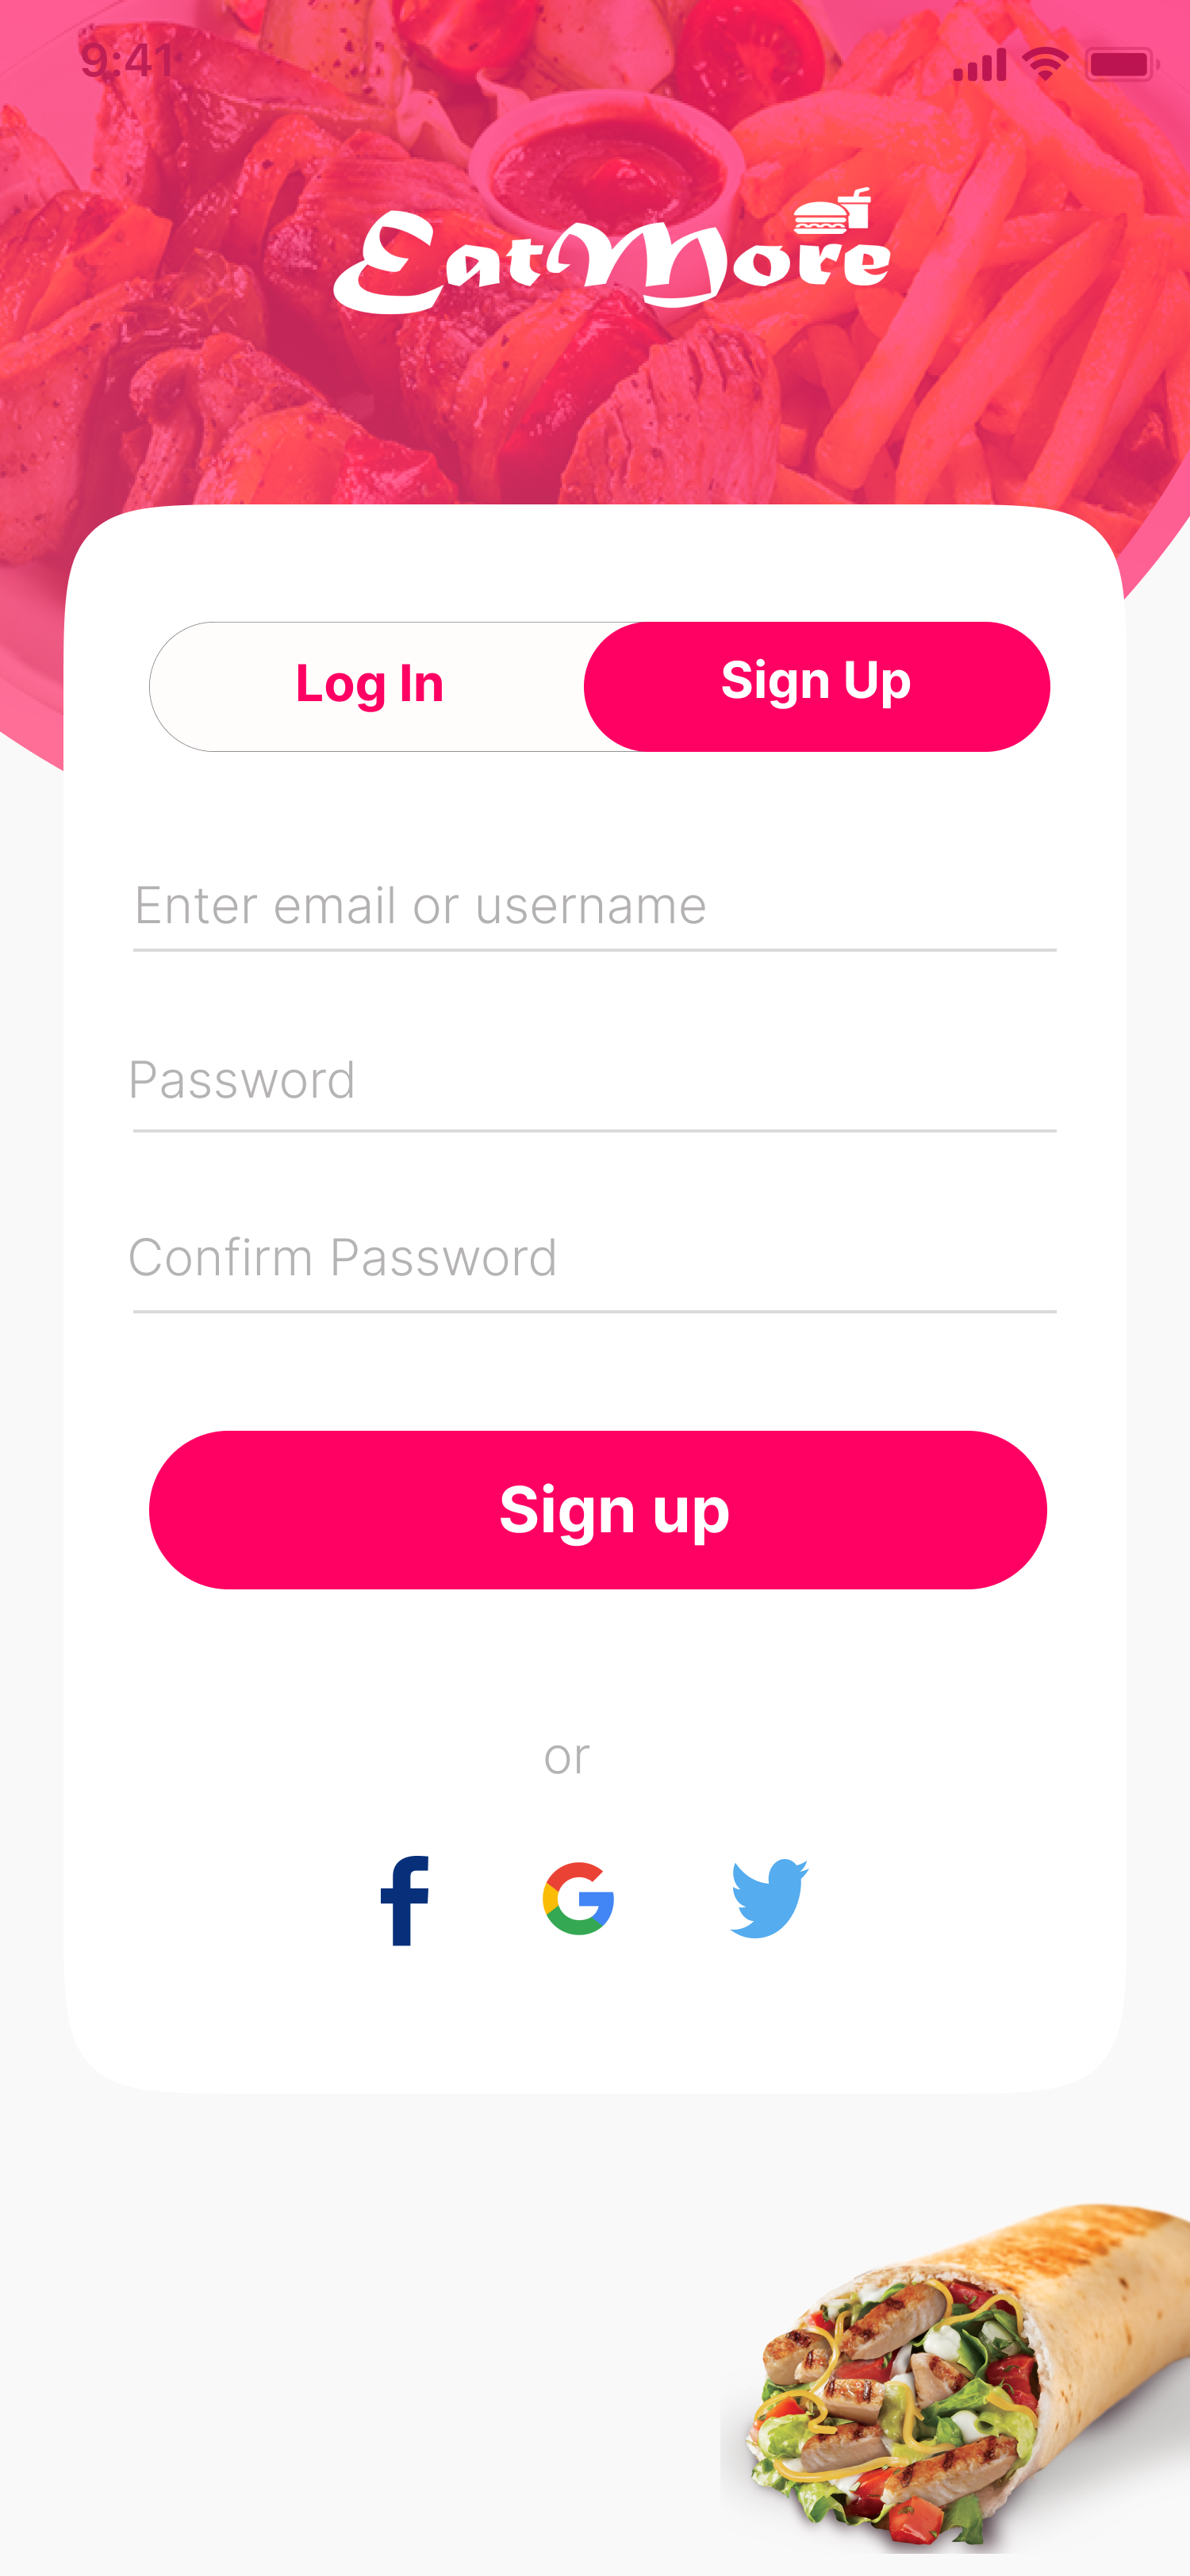 9:41
EatMore
Log In
Sign Up
Enter email or username
Password
Confirm Password
Sign up
or